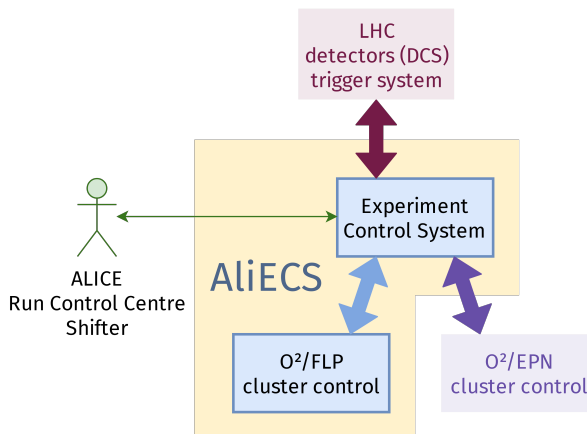 LHC
detectors (DCS)
trigger system
Experiment
Control System
ALICE
Run Control Centre
Shifter
AliECS
O²/FLP
cluster control
O²/EPN
cluster control